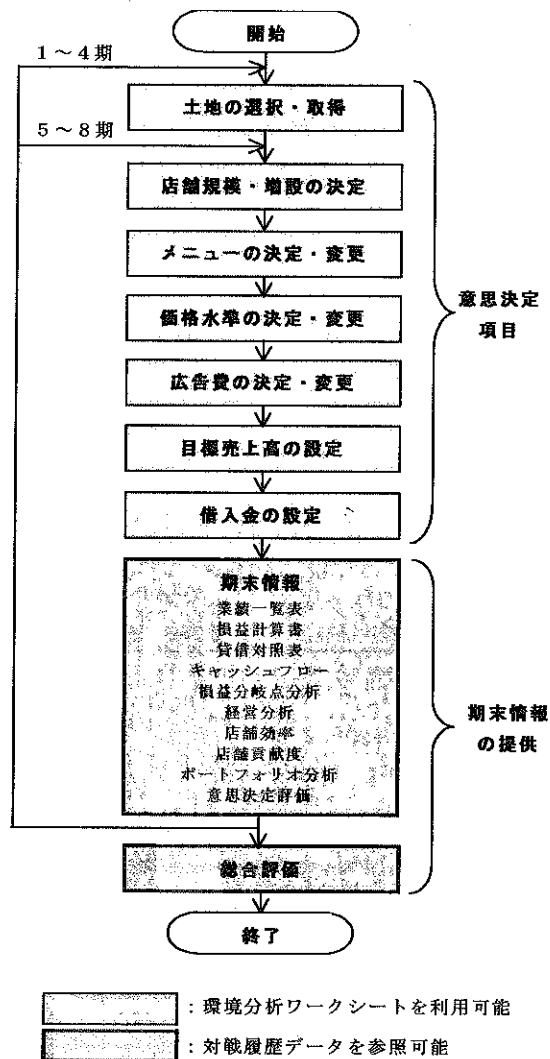 開始
1～4期
土地の選択・取得
5～8期
店舗規模・増設の決定
メニューの決定・変更
価格水準の決定・変更
広告費の決定・変更
目標売上高の設定
借入金の設定
意思決定
項目
期末情報
業績一覧表
損益計算書
貸借対照表
キャッシュフロー
損益分岐点分析
経営分析
店舗効率
店舗貢献度
ポートフォリオ分析
意思決定評価
期末情報
の提供
総合評価
終了
：環境分析ワークシートを利用可能
：対戦履歴データを参照可能